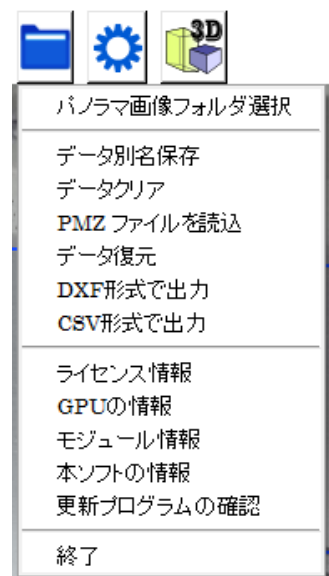 3D
パノラマ画像フォルダ選択
データ別名保存
データクリア
PMZ ファイルを読込
データ復元
DXF形式で出力
CSV形式で出力
ライセンス情報
GPUの情報
モジュール情報
本ソフトの情報
更新プログラムの確認
終了